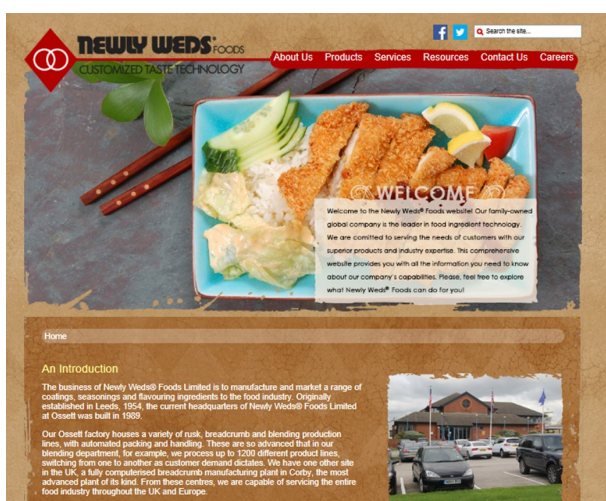 NEWLY WEDS® FOODS
CUSTOMIZED TASTE TECHNOLOGY
Search the site...
About Us Products Services Resources Contact Us Careers
WELCOME
Welcome to the Newly Weds® Foods website! Our family-owned
global company is the leader in food ingredient technology.
We are comitted to serving the needs of customers with our
superior products and industry expertise. This comprehensive
website provides you with all the information you need to know
about our company's capabilities. Please, feel free to explore
what Newly Weds® Foods can do for you!
Home
An Introduction
The business of Newly Weds® Foods Limited is to manufacture and market a range of
coatings, seasonings and flavouring ingredients to the food industry. Originally
established in Leeds, 1954, the current headquarters of Newly Weds® Foods Limited
at Ossett was built in 1989.
Our Ossett factory houses a variety of rusk, breadcrumb and blending production
lines, with automated packing and handling. These are so advanced that in our
blending department, for example, we process up to 1200 different product lines,
switching from one to another as customer demand dictates. We have one other site
in the UK, a fully computerised breadcrumb manufacturing plant in Corby, the most
advanced plant of its kind. From these centres, we are capable of servicing the entire
food industry throughout the UK and Europe.